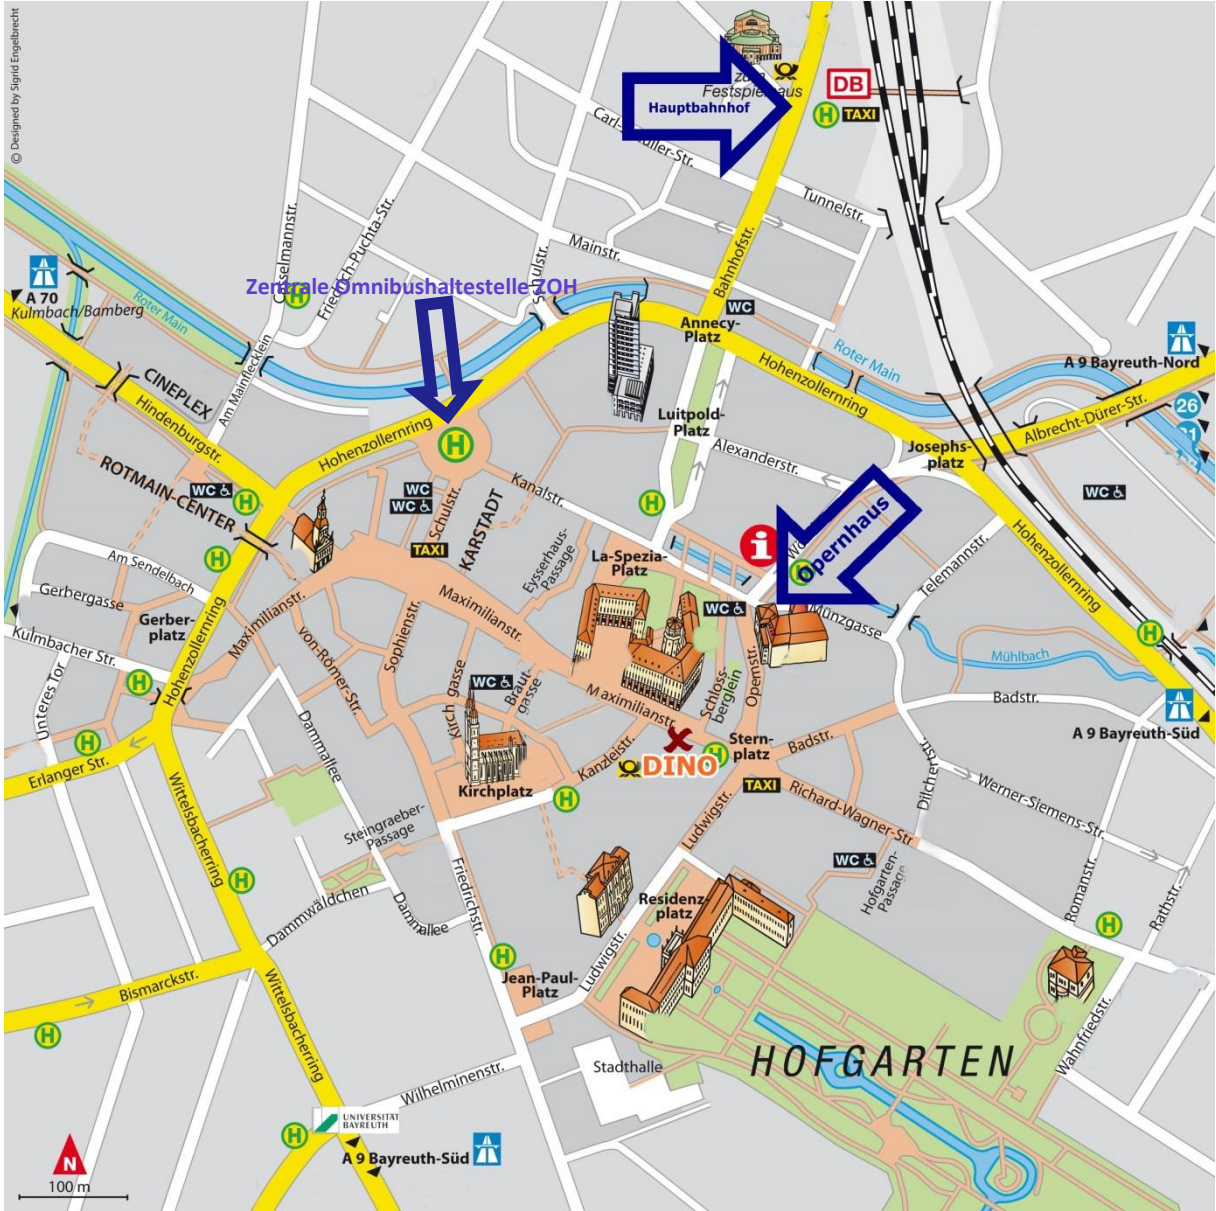 © Designed by Sigrid Engelbrecht
zum
Festspielhaus
Hauptbahnhof
DB
H
TAXI
Carl-Schüller-Str.
Tunnelstr.
Casselmannstr.
Friedrich-Puchta-Str.
Mainstr.
Bahnhofstr.
Schulstr.
Zentrale Omnibushaltestelle ZOH
H
A 70
Kulmbach/Bamberg
Roter Main
WC
Annecy-
Platz
Am Mainflecklein
Roter Main
A 9 Bayreuth-Nord
Hohenzollernring
CINEPLEX
Hindenburgstr.
Luitpold-
Platz
26
Albrecht-Dürer-Str.
Hohenzollernring
H
Alexanderstr.
Josephs-
platz
ROTMAIN-CENTER
WC
H
WC
WC
Schulstr.
KARSTADT
Kanalstr.
H
WC
Opernhaus
Hohenzollernring
TAXI
H
Am Sendelbach
Eysserhaus-
Passage
La-Spezia-
Platz
i
H
Telemannstr.
Gerbergasse
Gerber-
platz
Hohenzollernring
Maximilianstr.
Maximilianstr.
WC
Münzgasse
Kulmbacher Str.
von-Römer-Str.
Sophienstr.
H
Mühlbach
Unteres Tor
H
Kirchgasse
WC
Braut-
gasse
Maximilianstr.
Schloss-
berglein
Opernstr.
Badstr.
A 9 Bayreuth-Süd
H
Erlanger Str.
Dammallee
Kanzleistr.
DINO
H
Stern-
platz
Badstr.
Kirchplatz
H
TAXI
Wittelsbacherring
Steingraeber-
Passage
Ludwigstr.
Richard-Wagner-Str.
Dilcherstr.
Werner-Siemens-Str.
H
Friedrichstr.
WC
Hofgarten-
Passage
Dammwäldchen
Dammallee
Residenz-
platz
Romanstr.
Rathstr.
H
Bismarckstr.
H
Jean-Paul-
Platz
Ludwigstr.
H
Wittelsbacherring
Stadthalle
HOFGARTEN
Wahnfriedstr.
Wilhelminenstr.
H
UNIVERSITÄT
BAYREUTH
A 9 Bayreuth-Süd
N
100 m